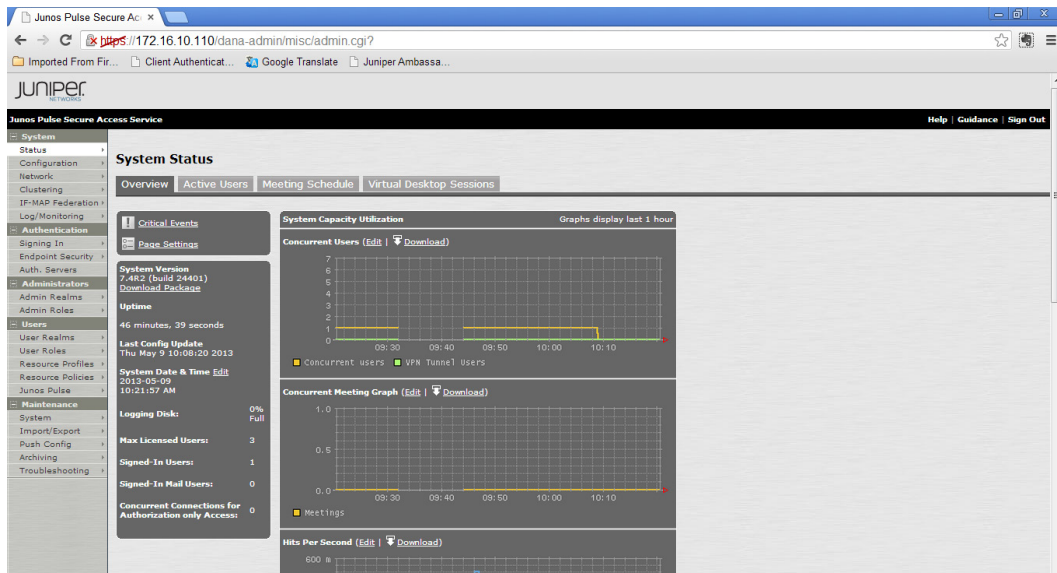 Junos Pulse Secure Ac
https://172.16.10.110/dana-admin/misc/admin.cgi?
Imported From Fir... Client Authenticat... Google Translate Juniper Ambassa...
JUNIPER
NETWORKS
Junos Pulse Secure Access Service Help | Guidance | Sign Out
System
Status
Configuration
Network
Clustering
IF-MAP Federation
Log/Monitoring
Authentication
Signing In
Endpoint Security
Auth. Servers
Administrators
Admin Realms
Admin Roles
Users
User Realms
User Roles
Resource Profiles
Resource Policies
Junos Pulse
Maintenance
System
Import/Export
Push Config
Archiving
Troubleshooting
System Status
Overview Active Users Meeting Schedule Virtual Desktop Sessions
Critical Events
Page Settings
System Version
7.4R2 (build 24401)
Download Package
Uptime
46 minutes, 39 seconds
Last Config Update
Thu May 9 10:08:20 2013
System Date & Time Edit
2013-05-09
10:21:57 AM
Logging Disk: 0% Full
Max Licensed Users: 3
Signed-In Users: 1
Signed-In Mail Users: 0
Concurrent Connections for Authorization only Access: 0
System Capacity Utilization Graphs display last 1 hour
Concurrent Users (Edit | Download)
7
6
5
4
3
2
1
0
09:30 09:40 09:50 10:00 10:10
Concurrent users VPN Tunnel Users
Concurrent Meeting Graph (Edit | Download)
1.0
0.5
0.0
09:30 09:40 09:50 10:00 10:10
Meetings
Hits Per Second (Edit | Download)
600 m